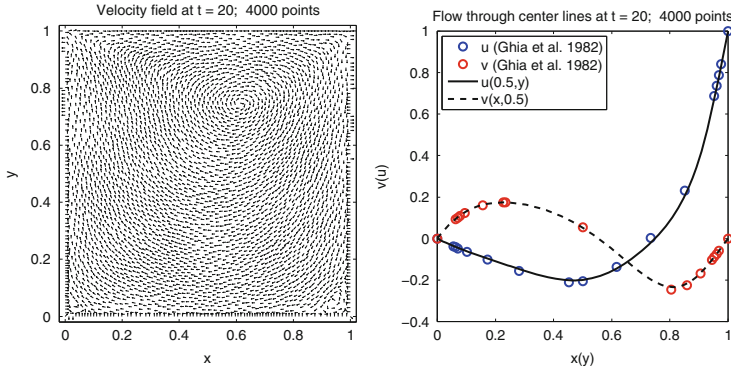 Velocity field at t = 20; 4000 points
y
1
0.8
0.6
0.4
0.2
0
0 0.2 0.4 0.6 0.8 1
x
Flow through center lines at t = 20; 4000 points
v(u)
1
0.8
0.6
0.4
0.2
0
−0.2
−0.4
0 0.2 0.4 0.6 0.8 1
x(y)
u (Ghia et al. 1982)
v (Ghia et al. 1982)
u(0.5,y)
v(x,0.5)